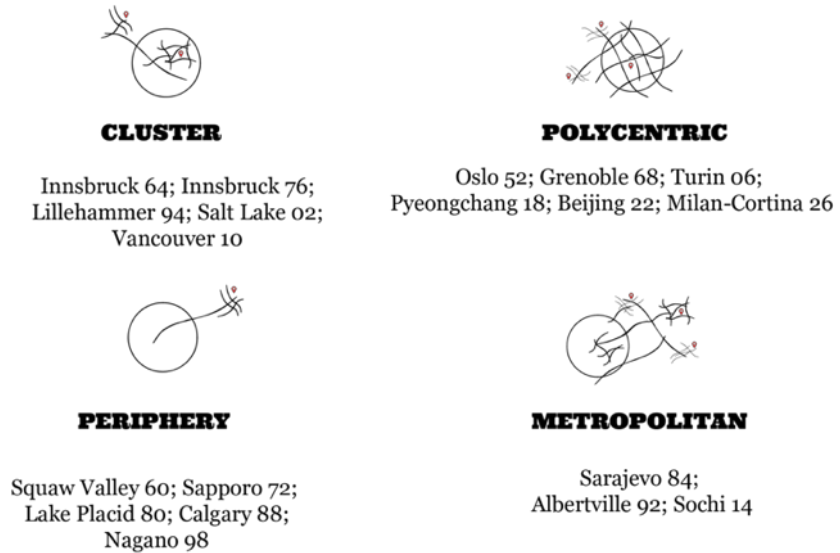 CLUSTER
Innsbruck 64; Innsbruck 76;
Lillehammer 94; Salt Lake 02;
Vancouver 10
POLYCENTRIC
Oslo 52; Grenoble 68; Turin 06;
Pyeongchang 18; Beijing 22; Milan-Cortina 26
PERIPHERY
Squaw Valley 60; Sapporo 72;
Lake Placid 80; Calgary 88;
Nagano 98
METROPOLITAN
Sarajevo 84;
Albertville 92; Sochi 14